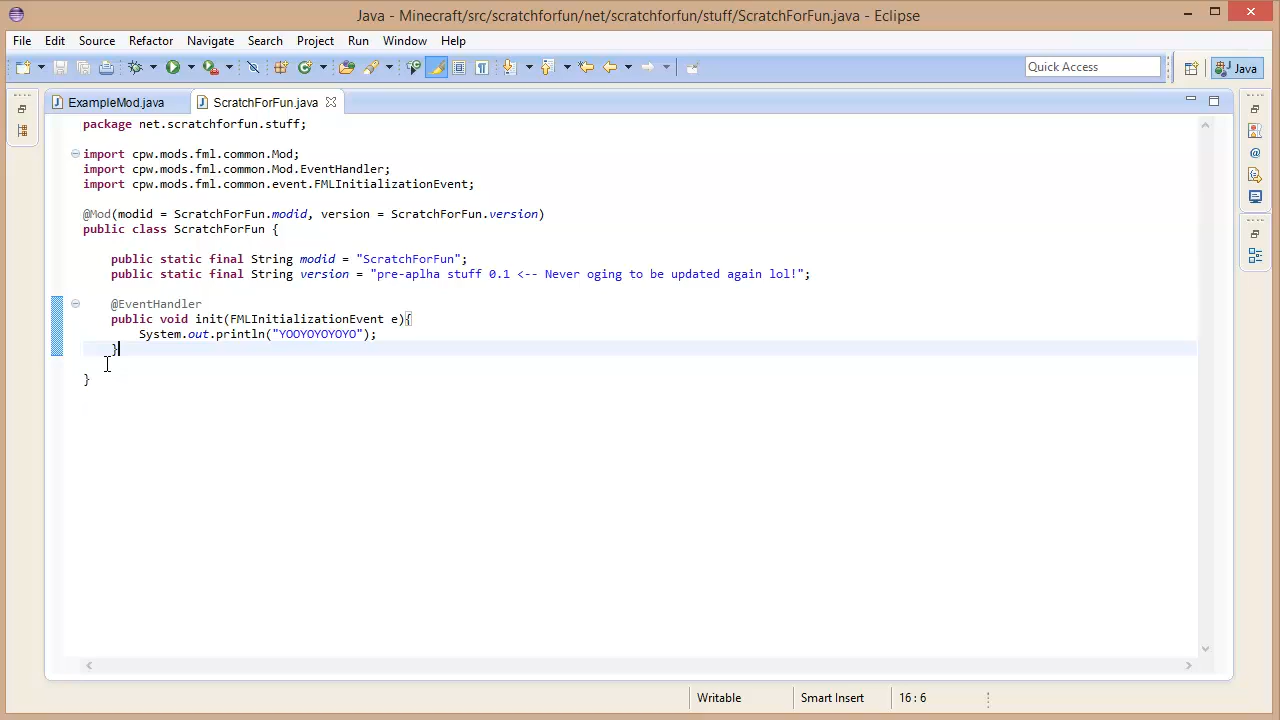 Java - Minecraft/src/scratchforfun/net/scratchforfun/stuff/ScratchForFun.java - Eclipse
File Edit Source Refactor Navigate Search Project Run Window Help
Quick Access
Java
ExampleMod.java
ScratchForFun.java
package net.scratchforfun.stuff;
import cpw.mods.fml.common.Mod;
import cpw.mods.fml.common.Mod.EventHandler;
import cpw.mods.fml.common.event.FMLInitializationEvent;
@Mod(modid = ScratchForFun.modid, version = ScratchForFun.version)
public class ScratchForFun {
public static final String modid = "ScratchForFun";
public static final String version = "pre-aplha stuff 0.1 <-- Never oging to be updated again lol!";
@EventHandler
public void init(FMLInitializationEvent e){
System.out.println("YOOYOYOYOYO");
}
}
Writable
Smart Insert
16 : 6